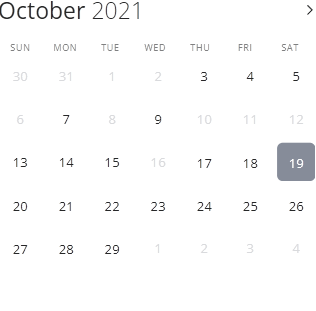 October 2021
SUN MON TUE WED THU FRI SAT
30 31 1 2 3 4 5
6 7 8 9 10 11 12
13 14 15 16 17 18 19
20 21 22 23 24 25 26
27 28 29 1 2 3 4